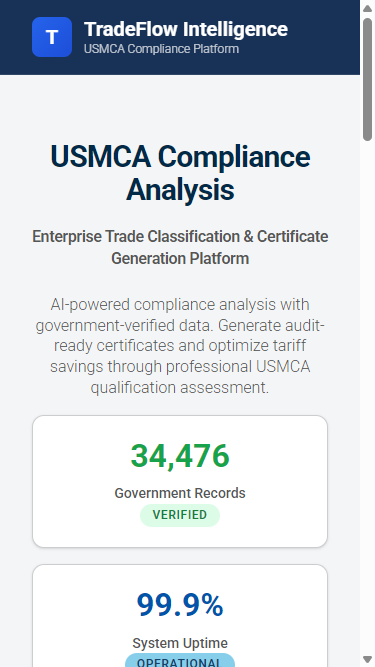 T
TradeFlow Intelligence
USMCA Compliance Platform
USMCA Compliance
Analysis
Enterprise Trade Classification & Certificate
Generation Platform
AI-powered compliance analysis with
government-verified data. Generate audit-
ready certificates and optimize tariff
savings through professional USMCA
qualification assessment.
34,476
Government Records
VERIFIED
99.9%
System Uptime
OPERATIONAL